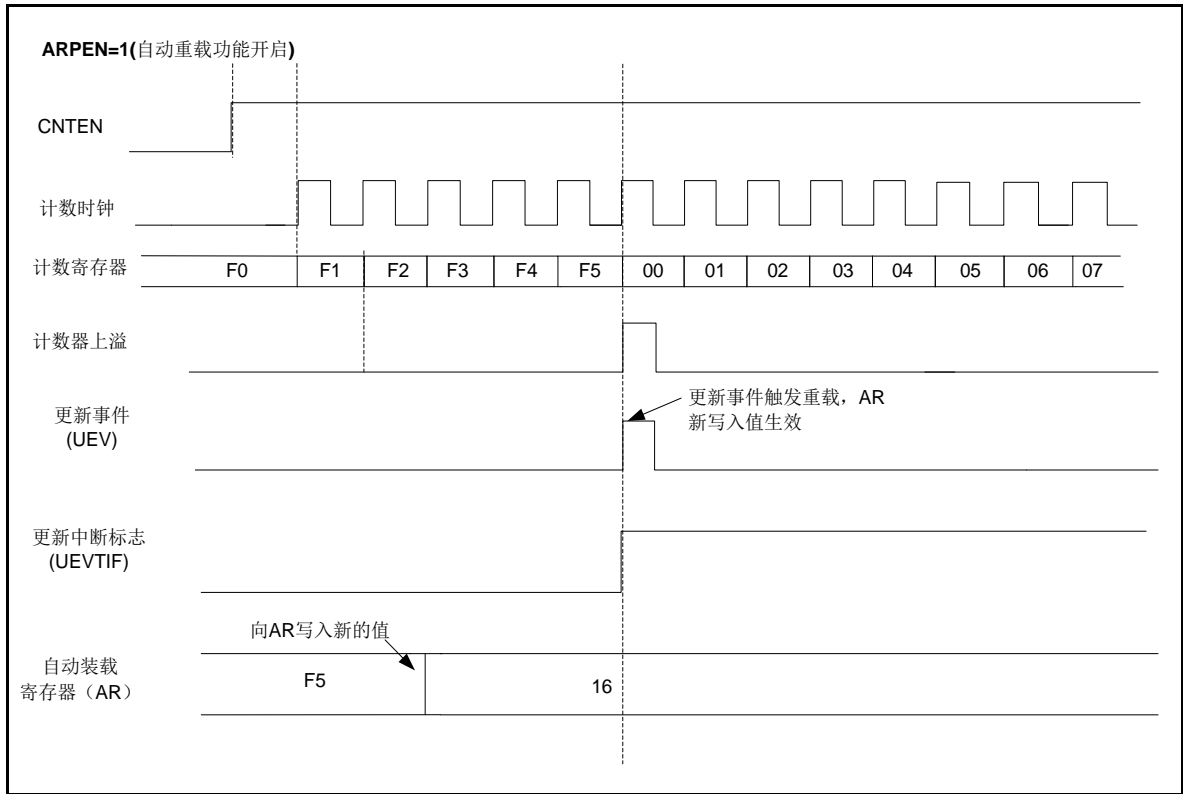 ARPEN=1(自动重载功能开启)
CNTEN
计数时钟
计数寄存器
F0 F1 F2 F3 F4 F5 00 01 02 03 04 05 06 07
计数器上溢
更新事件触发重载，AR
新写入值生效
更新事件
(UEV)
更新中断标志
(UEVTIF)
向AR写入新的值
自动装载
寄存器（AR）
F5 16